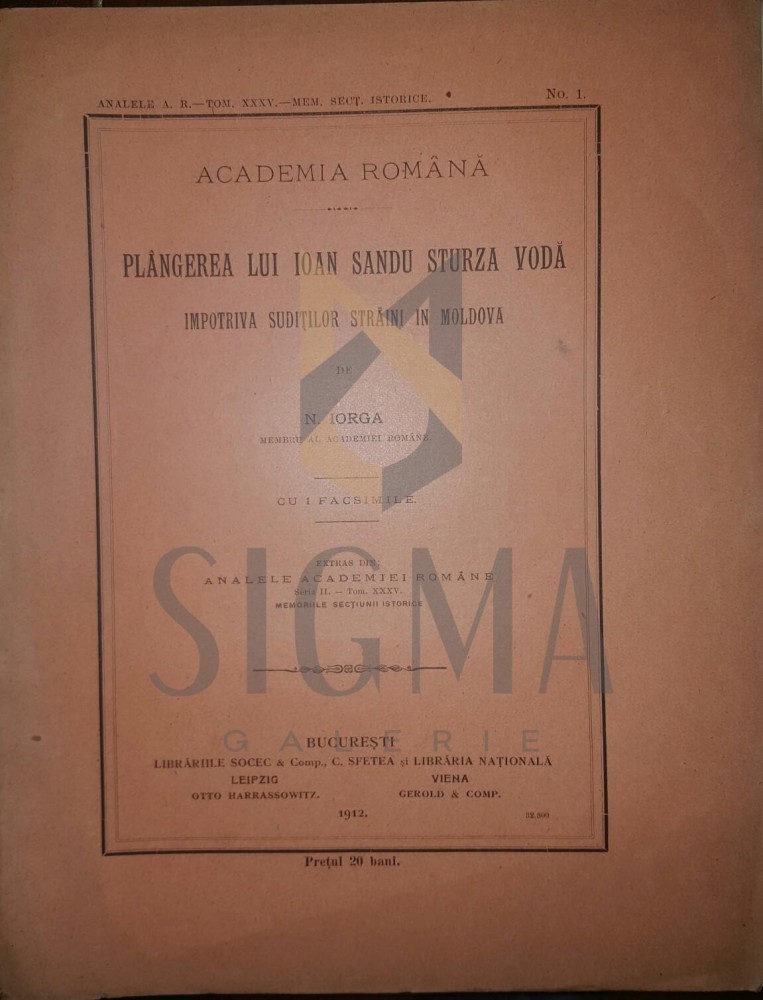 ANALELE A. R.—TOM. XXXV.—MEM. SECȚ. ISTORICE. No. 1.
ACADEMIA ROMÂNĂ
PLÂNGEREA LUI IOAN SANDU STURZA VODĂ
IMPOTRIVA SUDIȚILOR STRĂINI IN MOLDOVA
DE
N. IORGA
MEMBRU AL ACADEMIEI ROMÂNE.
CU 1 FACSIMILE.
EXTRAS DIN:
ANALELE ACADEMIEI ROMÂNE
Seria II. — Tom. XXXV.
MEMORIILE SECȚIUNII ISTORICE
SIGMA
GALERIE
BUCUREȘTI
LIBRĂRIILE SOCEC & Comp., C. SFETEA și LIBRĂRIA NAȚIONALĂ
LEIPZIG VIENA
OTTO HARRASSOWITZ. GEROLD & COMP.
1912.
Prețul 20 bani.